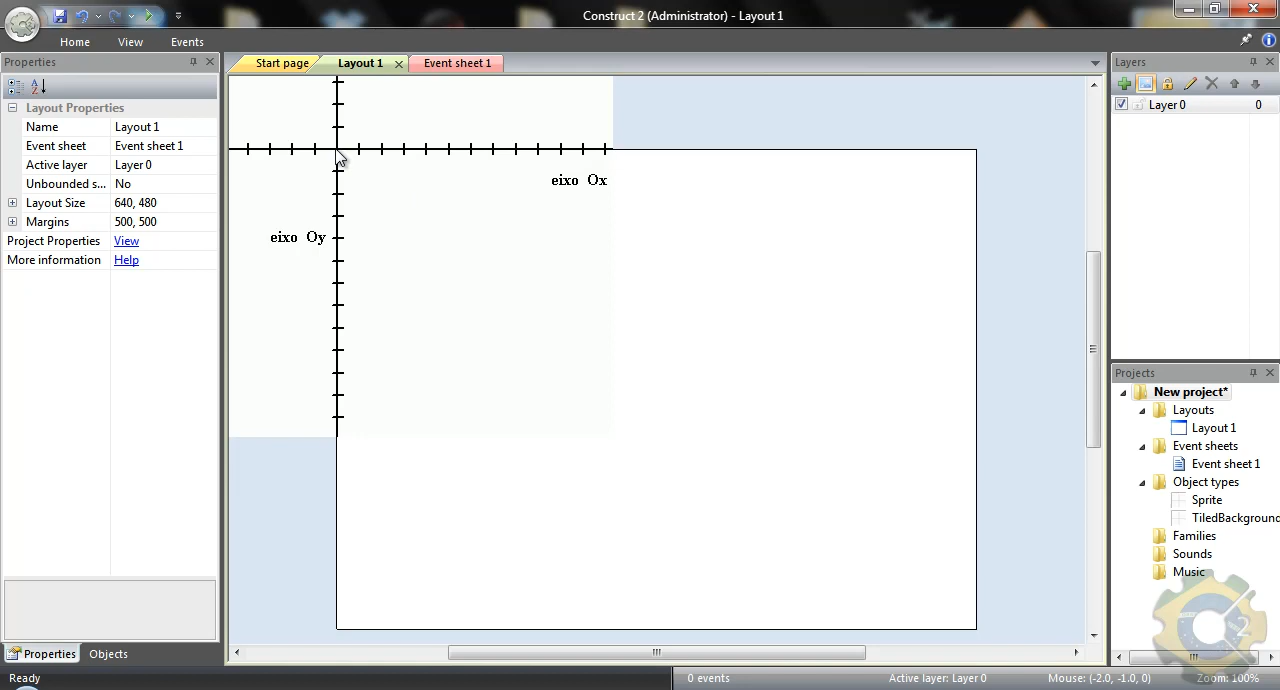 Construct 2 (Administrator) - Layout 1
Home View Events
Properties
Start page Layout 1 Event sheet 1
Layers
Layout Properties
Name Layout 1
Event sheet Event sheet 1
Active layer Layer 0
Unbounded s... No
Layout Size 640, 480
Margins 500, 500
Project Properties View
More information Help
eixo Ox
eixo Oy
Layer 0 0
Projects
New project*
Layouts
Layout 1
Event sheets
Event sheet 1
Object types
Sprite
TiledBackground
Families
Sounds
Music
2
Properties Objects
Ready 0 events Active layer: Layer 0 Mouse: (-2.0, -1.0, 0) Zoom: 100%